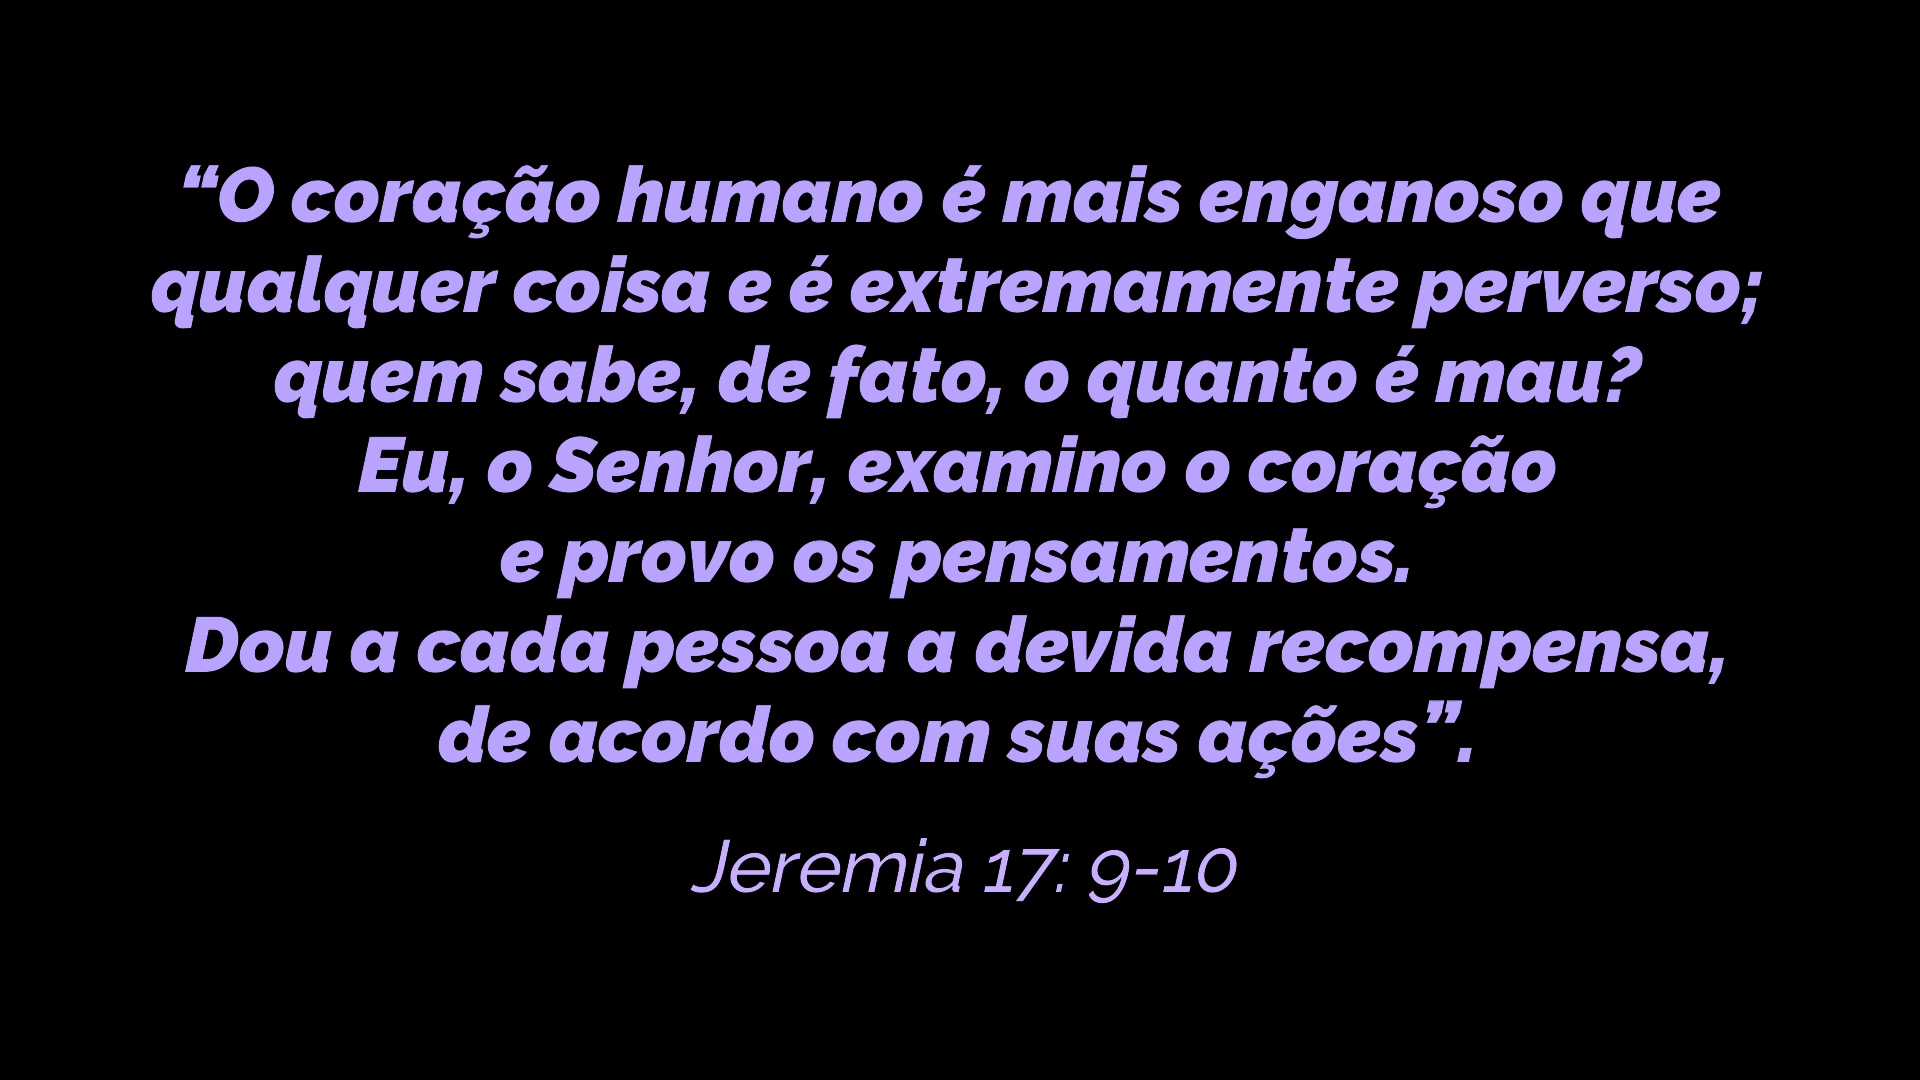 “O coração humano é mais enganoso que
qualquer coisa e é extremamente perverso;
quem sabe, de fato, o quanto é mau?
Eu, o Senhor, examino o coração
e provo os pensamentos.
Dou a cada pessoa a devida recompensa,
de acordo com suas ações”.
Jeremia 17: 9-10